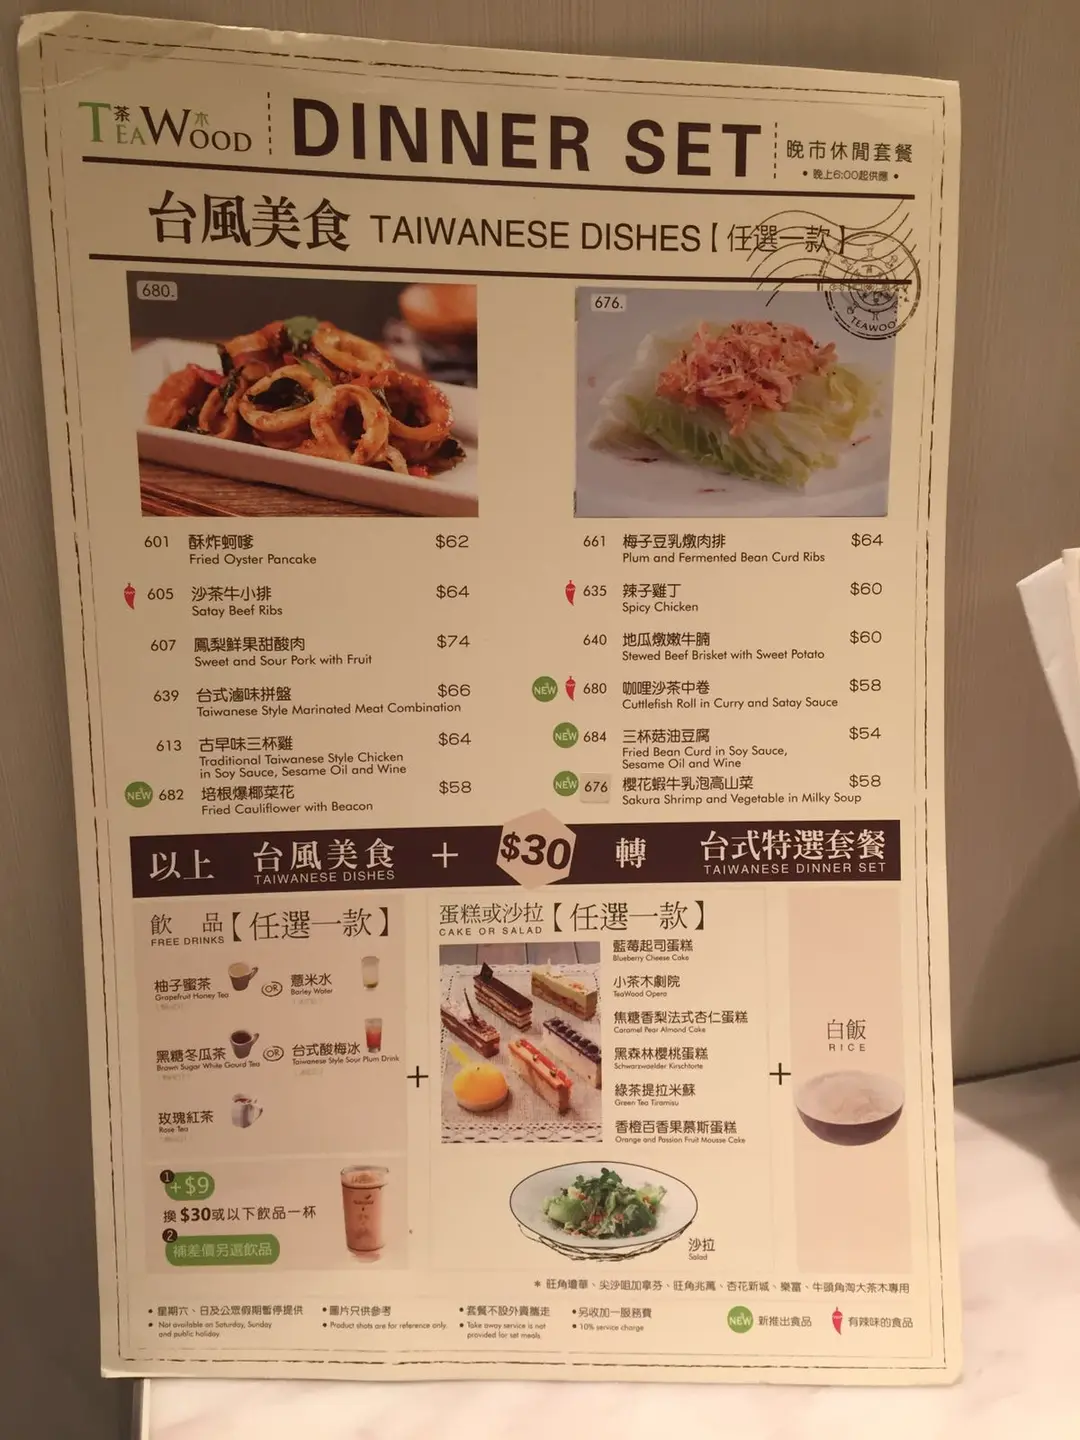 茶 木
TEAWOOD
DINNER SET
晚市休閒套餐
• 晚上6:00起供應 •
台風美食 TAIWANESE DISHES【任選一款】
TEAWOOD
680.
676.
601 酥炸蚵嗲 $62
Fried Oyster Pancake
605 沙茶牛小排 $64
Satay Beef Ribs
607 鳳梨鮮果甜酸肉 $74
Sweet and Sour Pork with Fruit
639 台式滷味拼盤 $66
Taiwanese Style Marinated Meat Combination
613 古早味三杯雞 $64
Traditional Taiwanese Style Chicken
in Soy Sauce, Sesame Oil and Wine
NEW 682 培根爆椰菜花 $58
Fried Cauliflower with Beacon
661 梅子豆乳燉肉排 $64
Plum and Fermented Bean Curd Ribs
635 辣子雞丁 $60
Spicy Chicken
640 地瓜燉嫩牛腩 $60
Stewed Beef Brisket with Sweet Potato
NEW 680 咖哩沙茶中卷 $58
Cuttlefish Roll in Curry and Satay Sauce
NEW 684 三杯菇油豆腐 $54
Fried Bean Curd in Soy Sauce,
Sesame Oil and Wine
NEW 676 櫻花蝦牛乳泡高山菜 $58
Sakura Shrimp and Vegetable in Milky Soup
以上 台風美食 + $30 轉 台式特選套餐
TAIWANESE DISHES TAIWANESE DINNER SET
飲 品【任選一款】
FREE DRINKS
柚子蜜茶 OR 薏米水
Grapefruit Honey Tea Barley Water
黑糖冬瓜茶 OR 台式酸梅冰
Brown Sugar White Gourd Tea Taiwanese Style Sour Plum Drink
玫瑰紅茶
Rose Tea
1 +$9
換$30或以下飲品一杯
2 補差價另選飲品
+
蛋糕或沙拉【任選一款】
CAKE OR SALAD
藍莓起司蛋糕
Blueberry Cheese Cake
小茶木劇院
TeaWood Opera
焦糖香梨法式杏仁蛋糕
Caramel Pear Almond Cake
黑森林櫻桃蛋糕
Schwarzwaelder Kirschtorte
綠茶提拉米蘇
Green Tea Tiramisu
香橙百香果慕斯蛋糕
Orange and Passion Fruit Mousse Cake
沙拉
Salad
+
白飯
RICE
* 旺角瓊華、尖沙咀加拿芬、旺角兆萬、杏花新城、樂富、牛頭角淘大茶木專用
• 星期六、日及公眾假期暫停提供
• Not available on Saturday, Sunday
and public holiday.
• 圖片只供參考
• Product shots are for reference only.
• 套餐不設外賣攜走
• Take away service is not
provided for set meals.
• 另收加一服務費
• 10% service charge
NEW 新推出食品
有辣味的食品